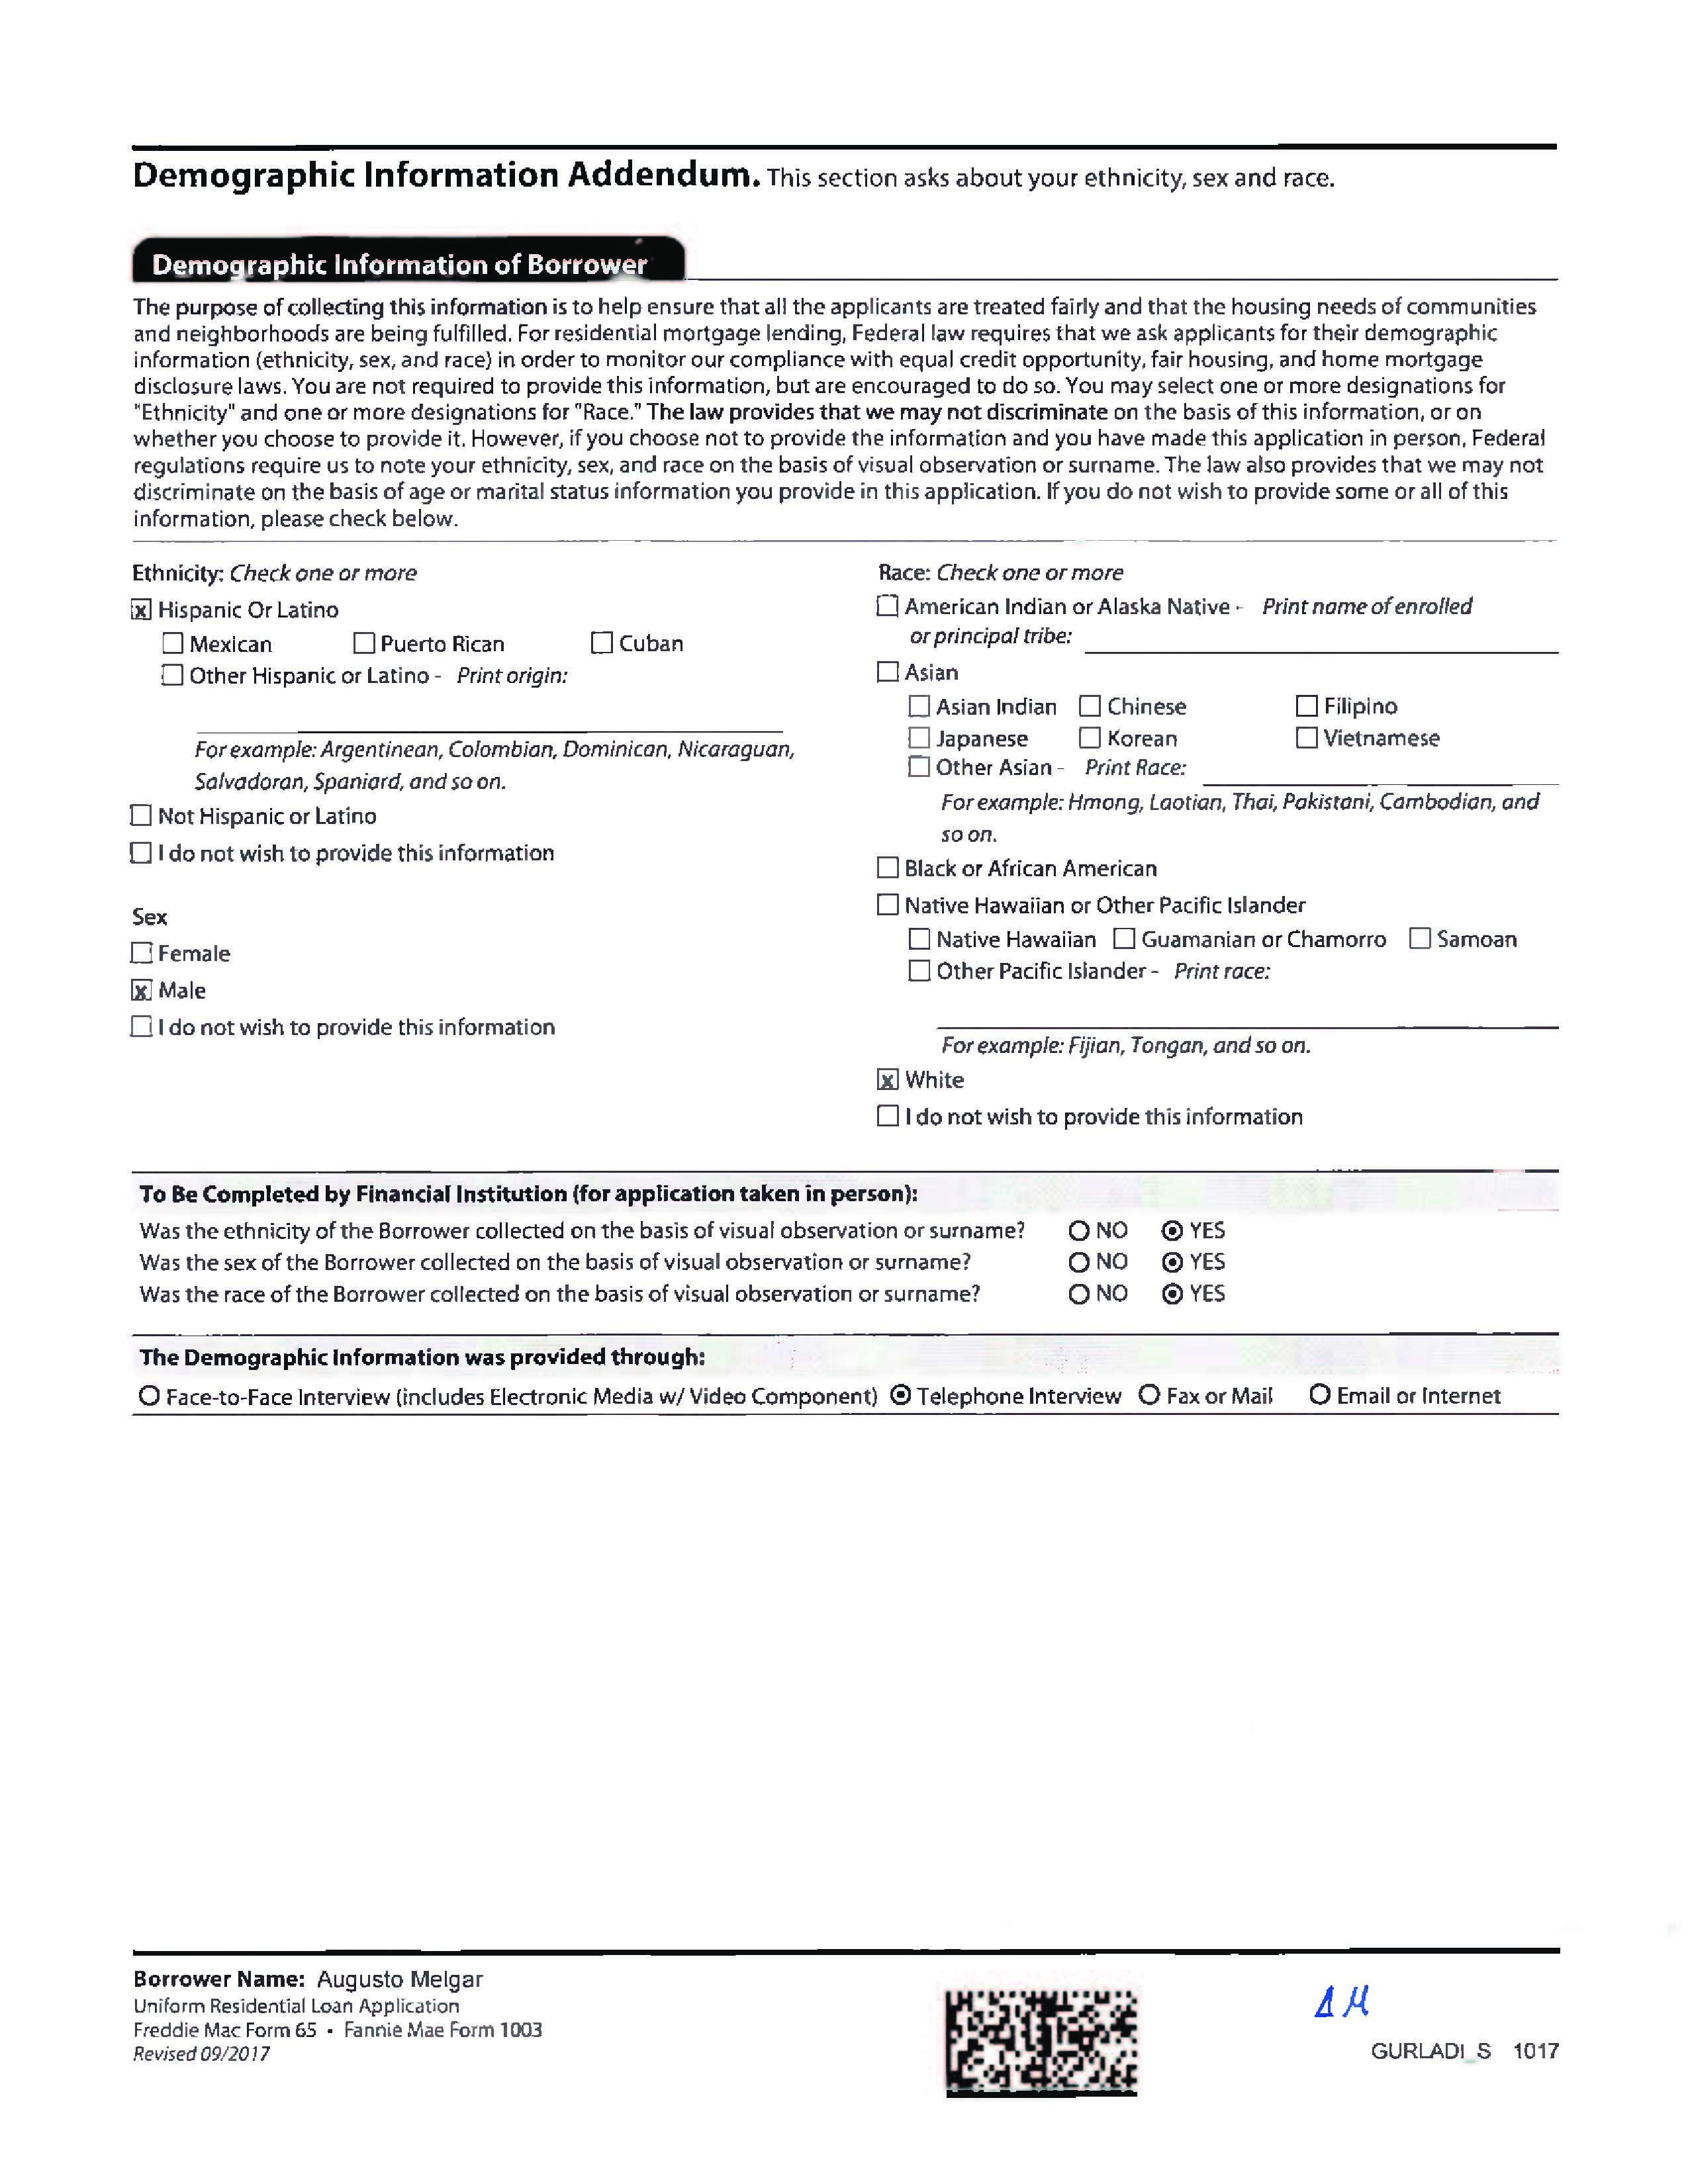 Demographic Information Addendum. This section asks about your ethnicity, sex and race.
Demographic Information of Borrower
The purpose of collecting this information is to help ensure that all the applicants are treated fairly and that the housing needs of communities
and neighborhoods are being fulfilled. For residential mortgage lending, Federal law requires that we ask applicants for their demographic
information (ethnicity, sex, and race) in order to monitor our compliance with equal credit opportunity, fair housing, and home mortgage
disclosure laws. You are not required to provide this information, but are encouraged to do so. You may select one or more designations for
"Ethnicity" and one or more designations for "Race." The law provides that we may not discriminate on the basis of this information, or on
whether you choose to provide it. However, if you choose not to provide the information and you have made this application in person, Federal
regulations require us to note your ethnicity, sex, and race on the basis of visual observation or surname. The law also provides that we may not
discriminate on the basis of age or marital status information you provide in this application. If you do not wish to provide some or all of this
information, please check below.
Ethnicity: Check one or more
☒ Hispanic Or Latino
☐ Mexican ☐ Puerto Rican ☐ Cuban
☐ Other Hispanic or Latino - Print origin:
For example: Argentinean, Colombian, Dominican, Nicaraguan,
Salvadoran, Spaniard, and so on.
☐ Not Hispanic or Latino
☐ I do not wish to provide this information
Sex
☐ Female
☒ Male
☐ I do not wish to provide this information
Race: Check one or more
☐ American Indian or Alaska Native - Print name of enrolled
or principal tribe:
☐ Asian
☐ Asian Indian ☐ Chinese ☐ Filipino
☐ Japanese ☐ Korean ☐ Vietnamese
☐ Other Asian - Print Race:
For example: Hmong, Laotian, Thai, Pakistani, Cambodian, and
so on.
☐ Black or African American
☐ Native Hawaiian or Other Pacific Islander
☐ Native Hawaiian ☐ Guamanian or Chamorro ☐ Samoan
☐ Other Pacific Islander - Print race:
For example: Fijian, Tongan, and so on.
☒ White
☐ I do not wish to provide this information
To Be Completed by Financial Institution (for application taken in person):
Was the ethnicity of the Borrower collected on the basis of visual observation or surname? ○ NO ◉ YES
Was the sex of the Borrower collected on the basis of visual observation or surname? ○ NO ◉ YES
Was the race of the Borrower collected on the basis of visual observation or surname? ○ NO ◉ YES
The Demographic Information was provided through:
○ Face-to-Face Interview (includes Electronic Media w/ Video Component) ◉ Telephone Interview ○ Fax or Mail ○ Email or Internet
Borrower Name: Augusto Melgar
Uniform Residential Loan Application
Freddie Mac Form 65 • Fannie Mae Form 1003
Revised 09/2017
AM
GURLADI_S 1017